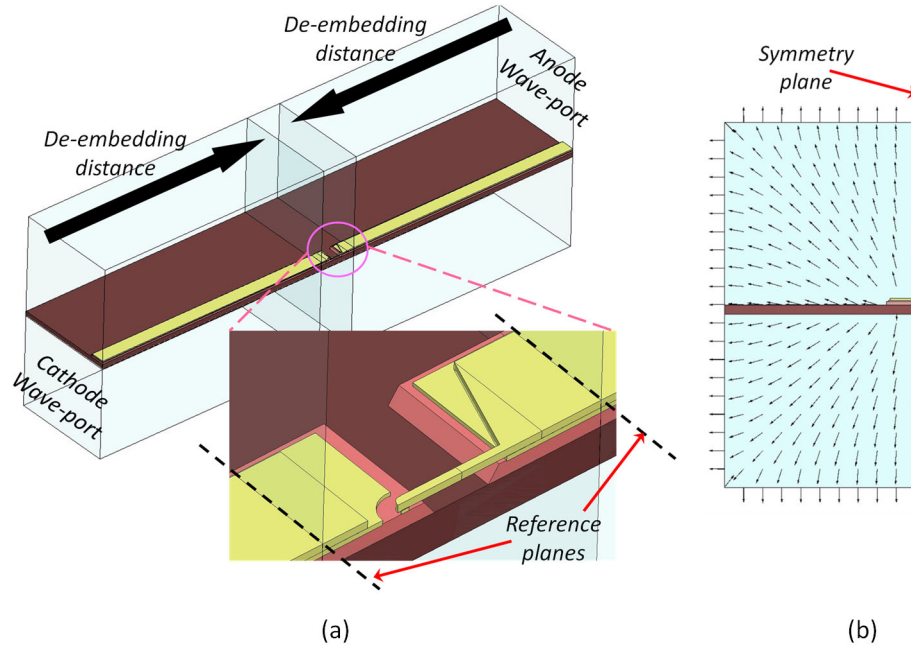 De-embedding
distance
Anode
Wave-port
De-embedding
distance
Cathode
Wave-port
Reference
planes
(a)
Symmetry
plane
(b)